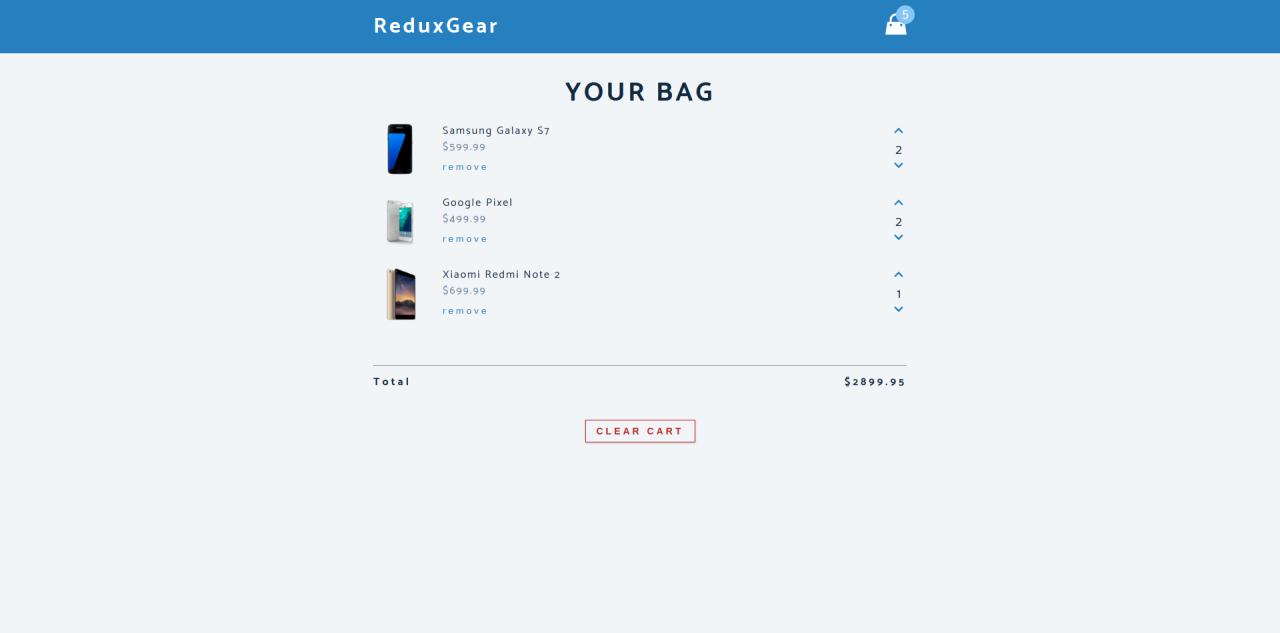 ReduxGear
5
YOUR BAG
Samsung Galaxy S7
$599.99
2
remove
Google Pixel
$499.99
2
remove
Xiaomi Redmi Note 2
$699.99
1
remove
Total $2899.95
CLEAR CART